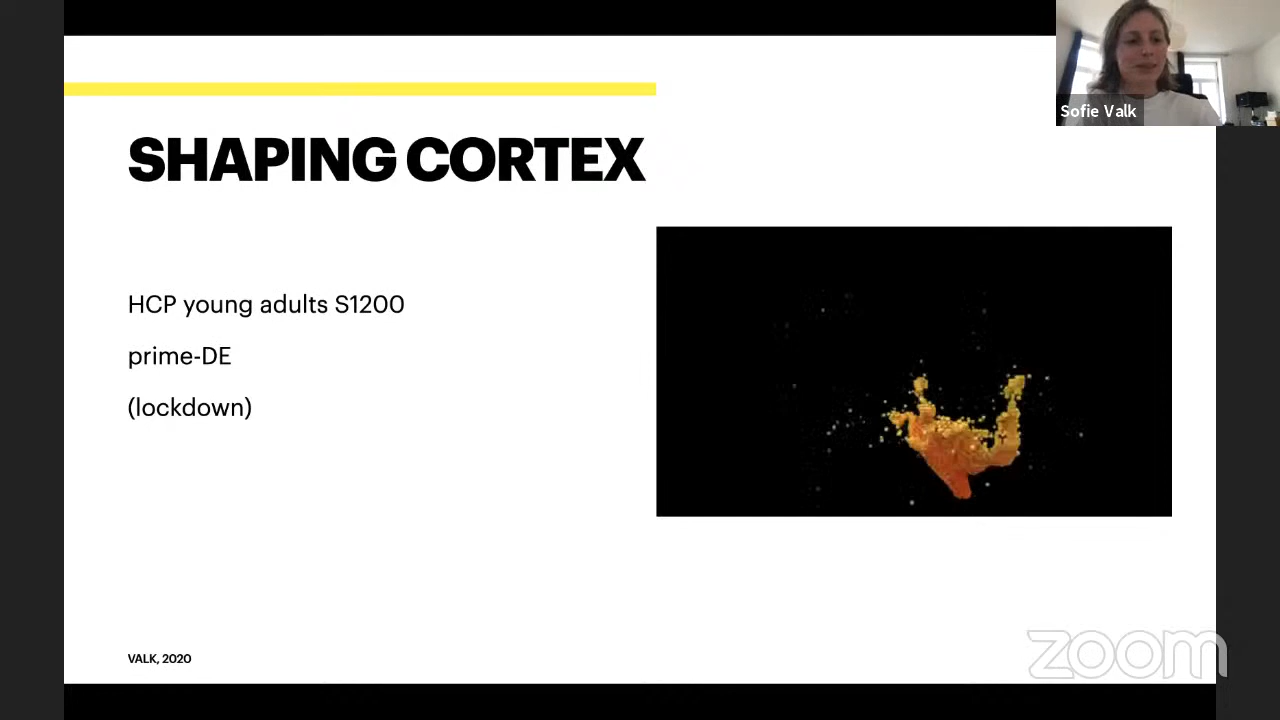 Sofie Valk
SHAPING CORTEX
HCP young adults S1200
prime-DE
(lockdown)
VALK, 2020
zoom